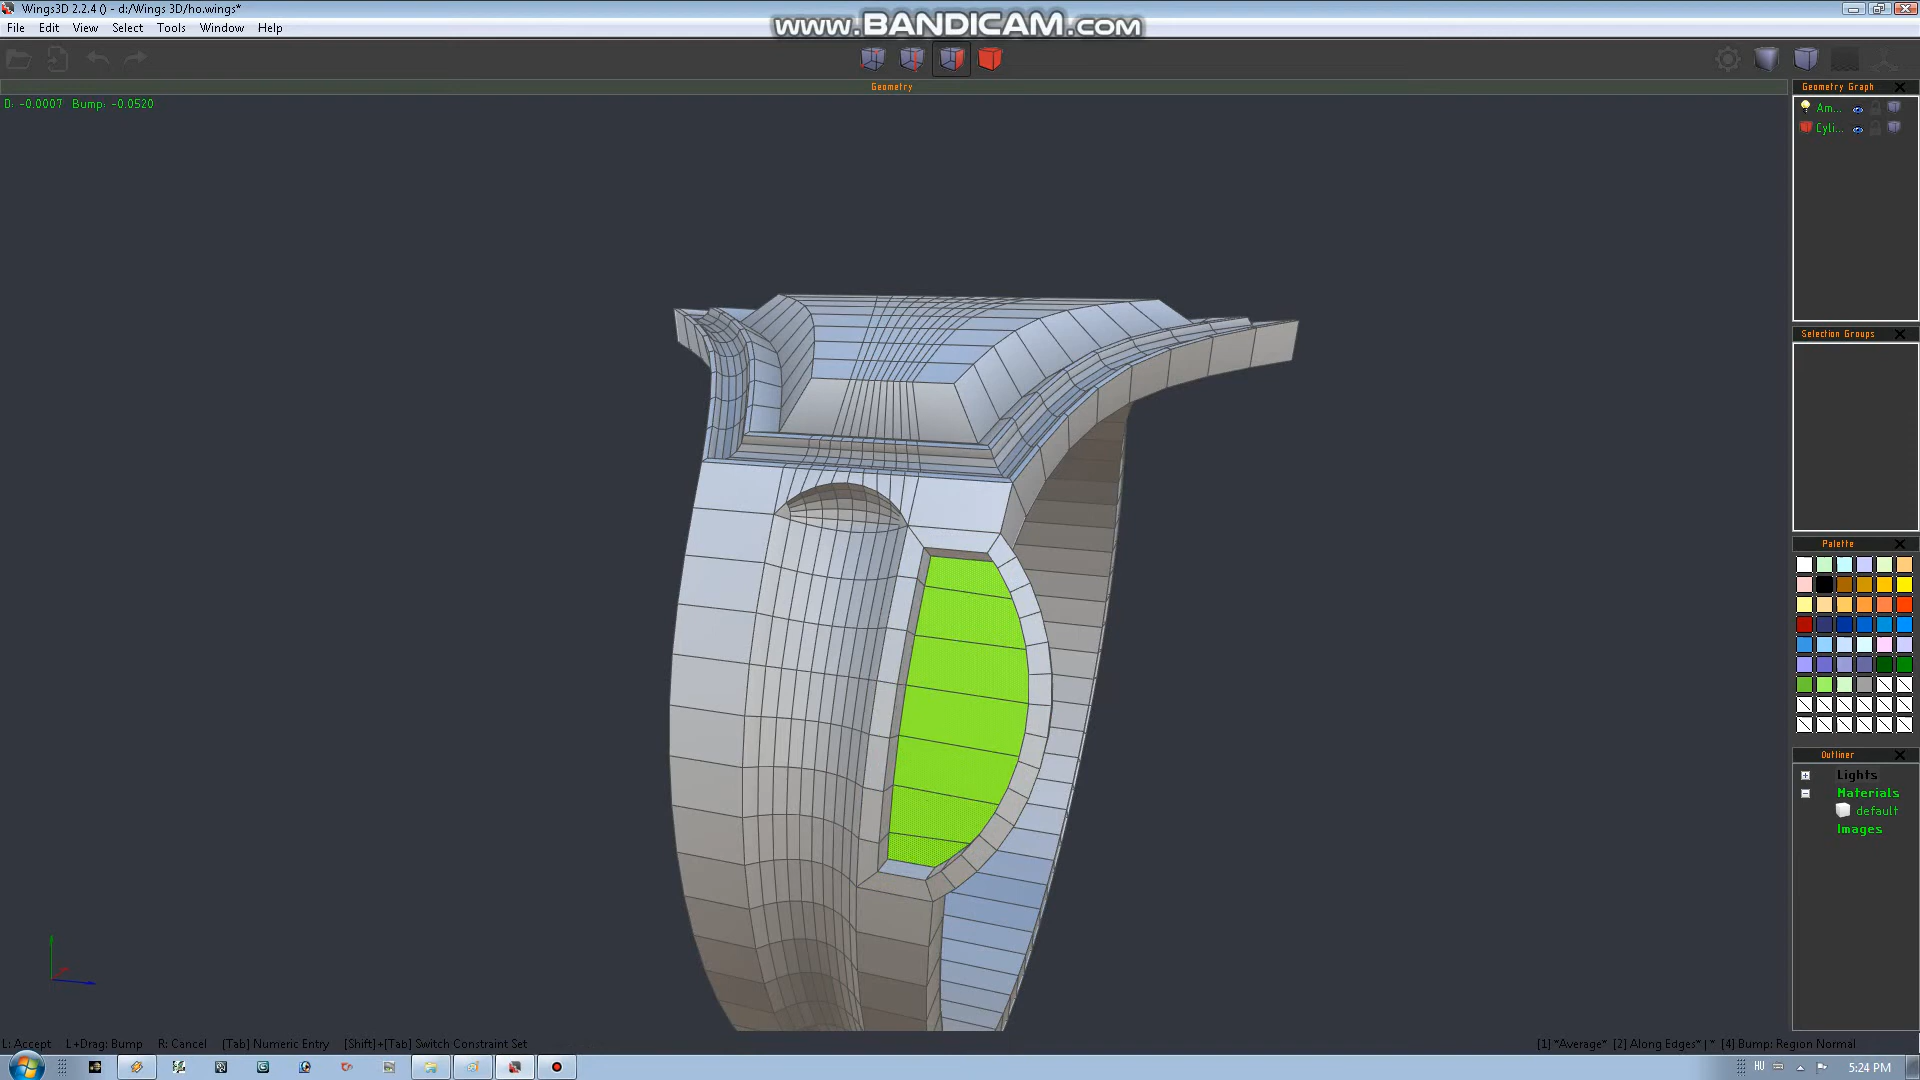 Wings3D 2.2.4 () - d:/Wings 3D/ho.wings*
www.BANDICAM.com
File Edit View Select Tools Window Help
Geometry
Geometry Graph
D: -0.0007 Bump: -0.0520
Am...
Cyli...
Selection Groups
Palette
Outliner
Lights
Materials
default
Images
L: Accept L+Drag: Bump R: Cancel [Tab] Numeric Entry [Shift]+[Tab] Switch Constraint Set
[1] *Average* [2] Along Edges* | * [4] Bump: Region Normal
HU
5:24 PM